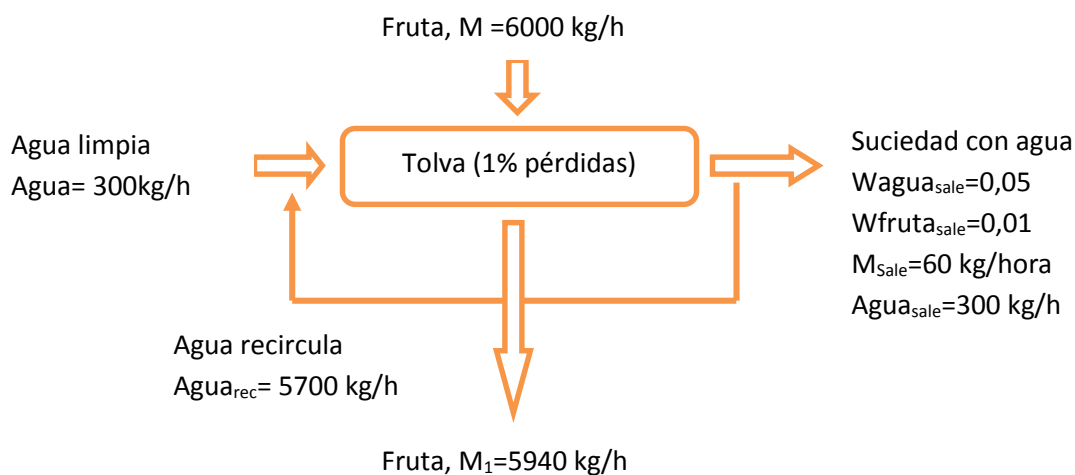 Fruta, M =6000 kg/h
Agua limpia
Agua= 300kg/h
Tolva (1% pérdidas)
Suciedad con agua
Wagua_sale=0,05
Wfruta_sale=0,01
M_Sale=60 kg/hora
Agua_sale=300 kg/h
Agua recircula
Agua_rec= 5700 kg/h
Fruta, M₁=5940 kg/h